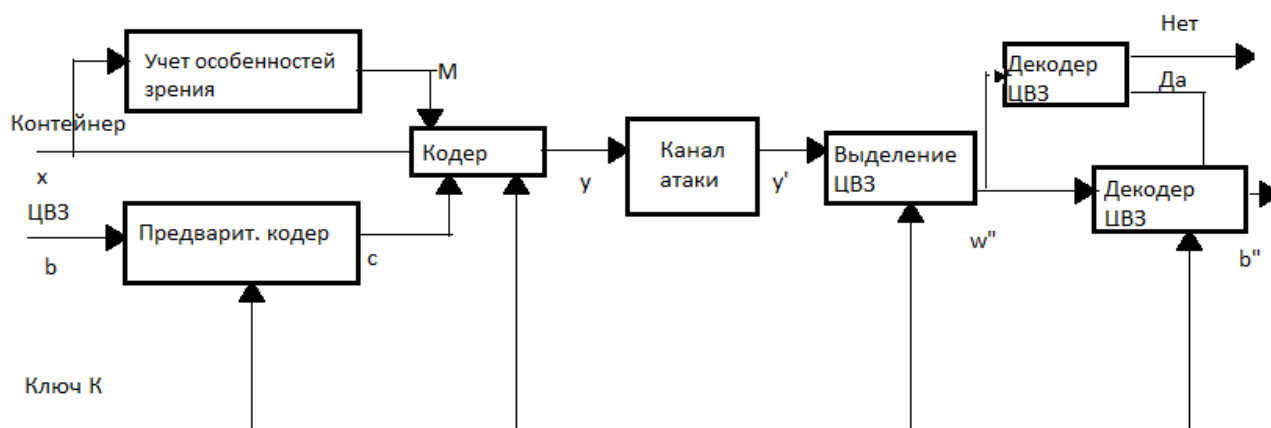 Нет
Учет особенностей
зрения
М
Декодер
ЦВЗ
Да
Контейнер
Кодер
Канал
атаки
Выделение
ЦВЗ
х
у
у'
Декодер
ЦВЗ
ЦВЗ
Предварит. кодер
b
с
w"
b"
Ключ К